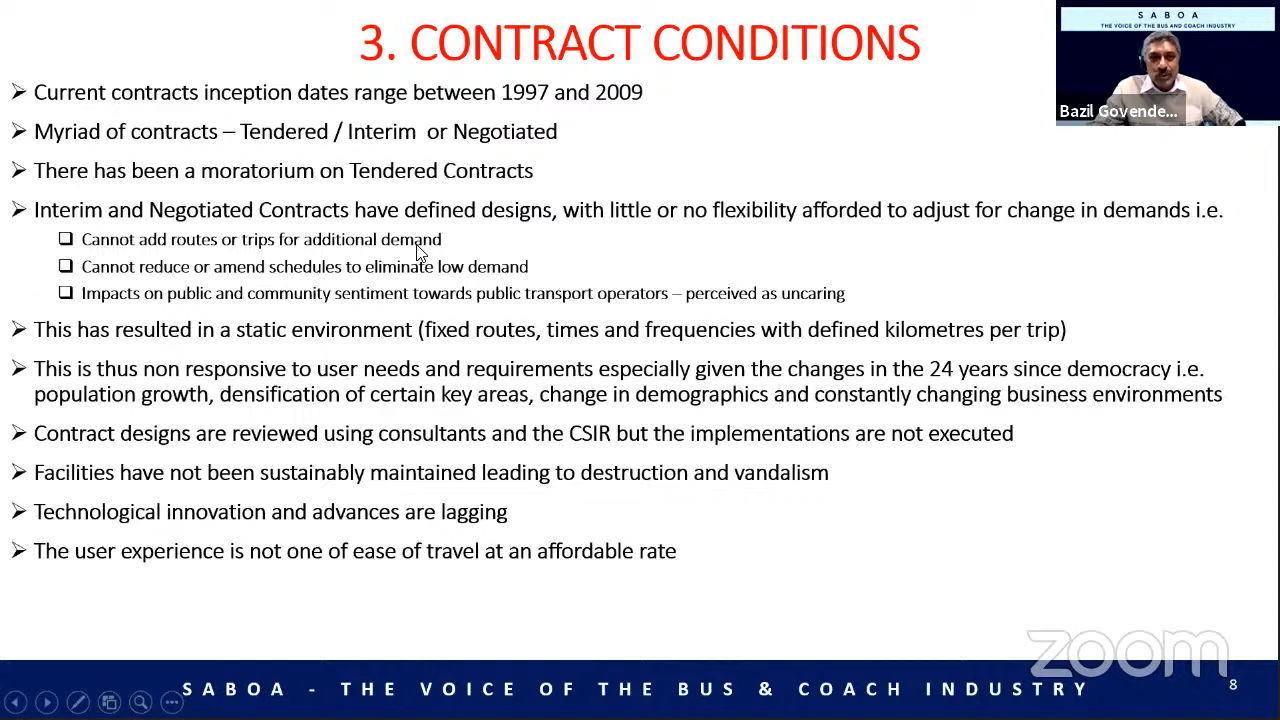 3. CONTRACT CONDITIONS
SABOA
THE VOICE OF THE BUS AND COACH INDUSTRY
Bazil Govende...
➢ Current contracts inception dates range between 1997 and 2009
➢ Myriad of contracts – Tendered / Interim or Negotiated
➢ There has been a moratorium on Tendered Contracts
➢ Interim and Negotiated Contracts have defined designs, with little or no flexibility afforded to adjust for change in demands i.e.
❑ Cannot add routes or trips for additional demand
❑ Cannot reduce or amend schedules to eliminate low demand
❑ Impacts on public and community sentiment towards public transport operators – perceived as uncaring
➢ This has resulted in a static environment (fixed routes, times and frequencies with defined kilometres per trip)
➢ This is thus non responsive to user needs and requirements especially given the changes in the 24 years since democracy i.e.
population growth, densification of certain key areas, change in demographics and constantly changing business environments
➢ Contract designs are reviewed using consultants and the CSIR but the implementations are not executed
➢ Facilities have not been sustainably maintained leading to destruction and vandalism
➢ Technological innovation and advances are lagging
➢ The user experience is not one of ease of travel at an affordable rate
zoom
SABOA - THE VOICE OF THE BUS & COACH INDUSTRY
8